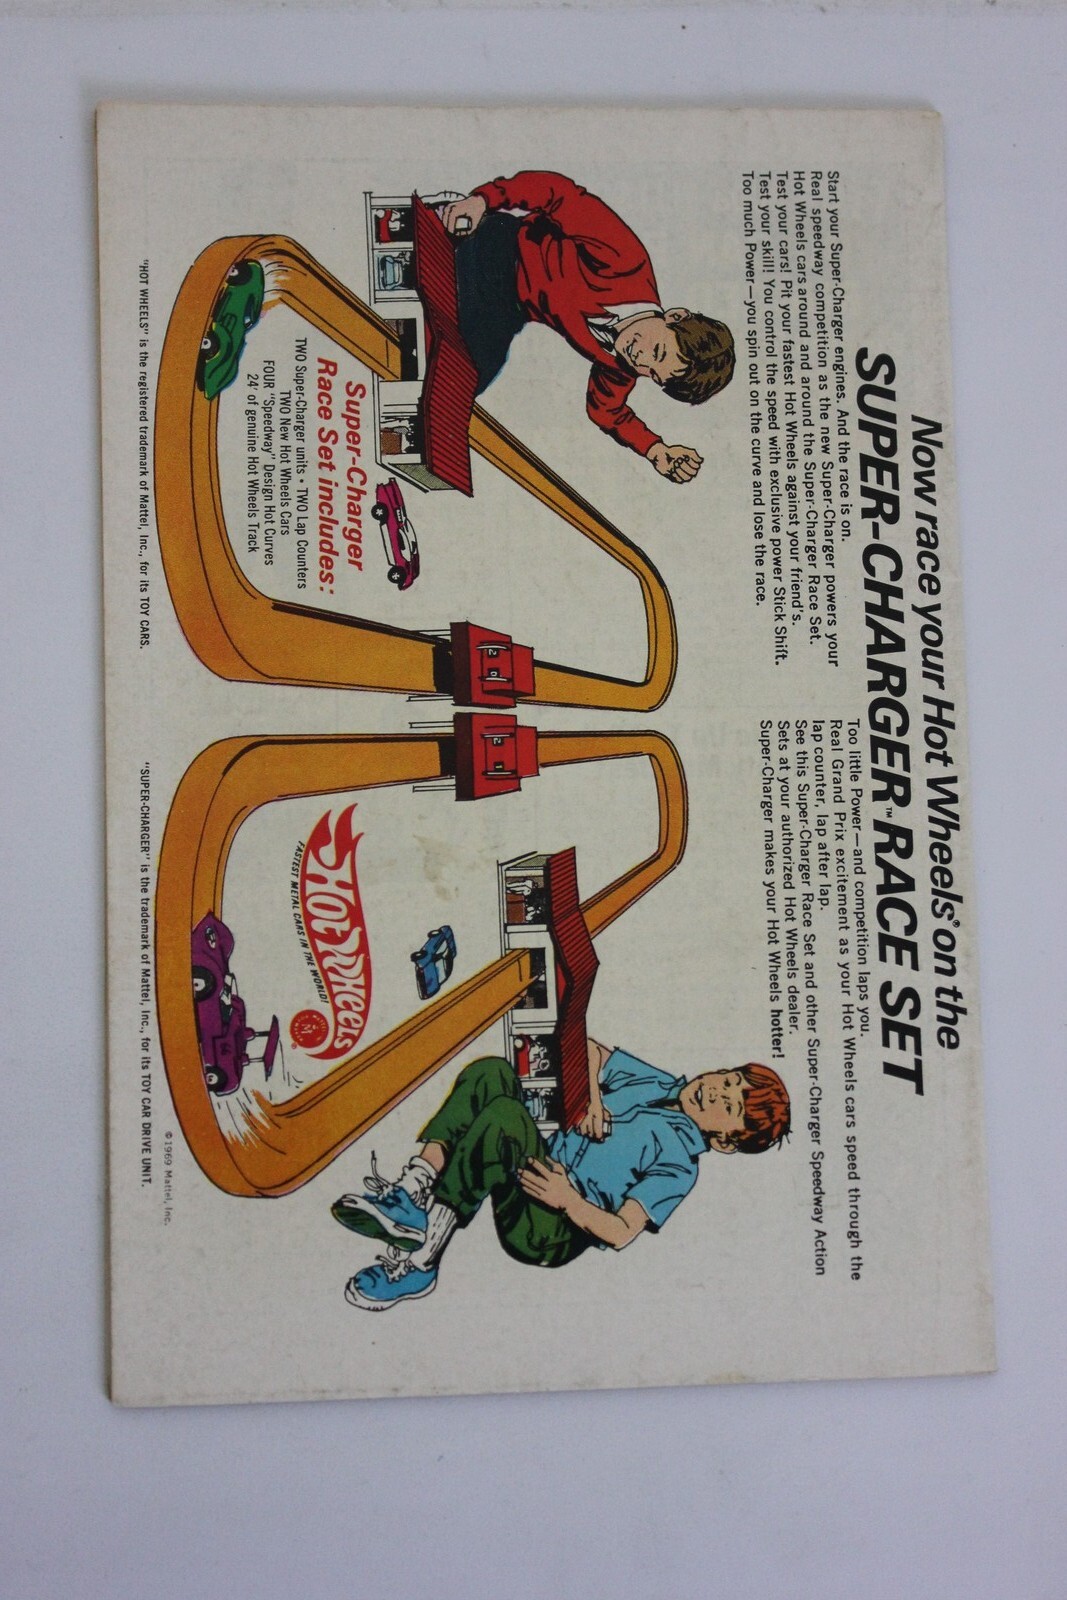 Now race your Hot Wheels® on the
SUPER-CHARGER™ RACE SET
Start your Super-Charger engines. And the race is on.
Real speedway competition as the new Super-Charger powers your
Hot Wheels cars around and around the Super-Charger Race Set.
Test your cars! Pit your fastest Hot Wheels against your friend's.
Test your skill! You control the speed with exclusive power Stick Shift.
Too much Power—you spin out on the curve and lose the race.
Too little Power—and competition laps you.
Real Grand Prix excitement as your Hot Wheels cars speed through the
lap counter, lap after lap.
See this Super-Charger Race Set and other Super-Charger Speedway Action
Sets at your authorized Hot Wheels dealer.
Super-Charger makes your Hot Wheels hotter!
Super-Charger
Race Set includes:
TWO Super-Charger units • TWO Lap Counters
TWO New Hot Wheels Cars
FOUR "Speedway" Design Hot Curves
24' of genuine Hot Wheels Track
HOT WHEELS
FASTEST METAL CARS IN THE WORLD!
"HOT WHEELS" is the registered trademark of Mattel, Inc., for its TOY CARS.
"SUPER-CHARGER" is the trademark of Mattel, Inc., for its TOY CAR DRIVE UNIT.
© 1969 Mattel, Inc.